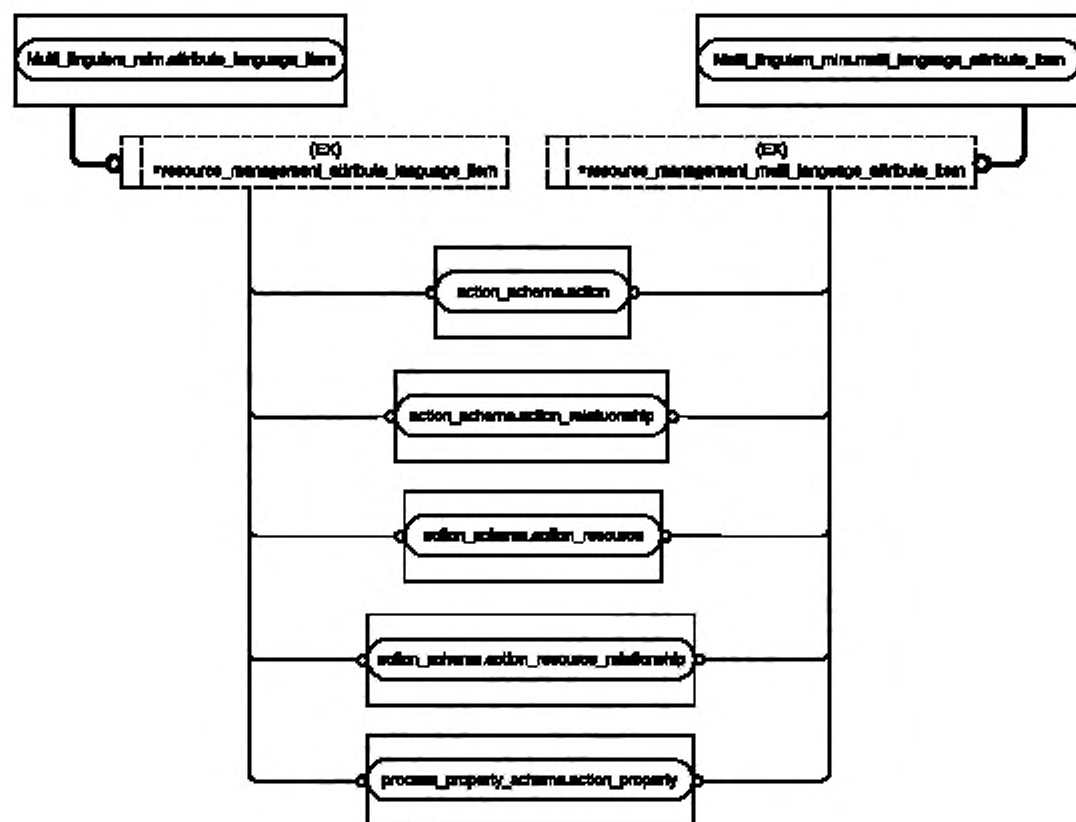 Multi_linguism_mim.attribute_language_item
Multi_linguism_mim.multi_language_attribute_item
(EX)
*resource_management_attribute_language_item
(EX)
*resource_management_multi_language_attribute_item
action_schema.action
action_schema.action_relationship
action_schema.action_resource
action_schema.action_resource_relationship
process_property_schema.action_property